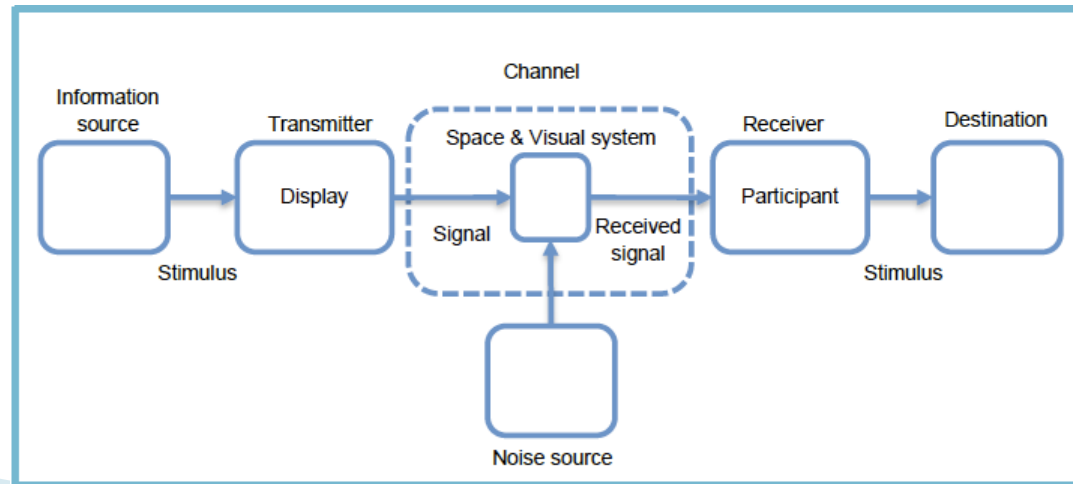 Channel
Information
source
Transmitter
Space & Visual system
Receiver
Destination
Display
Participant
Signal
Received
signal
Stimulus
Stimulus
Noise source